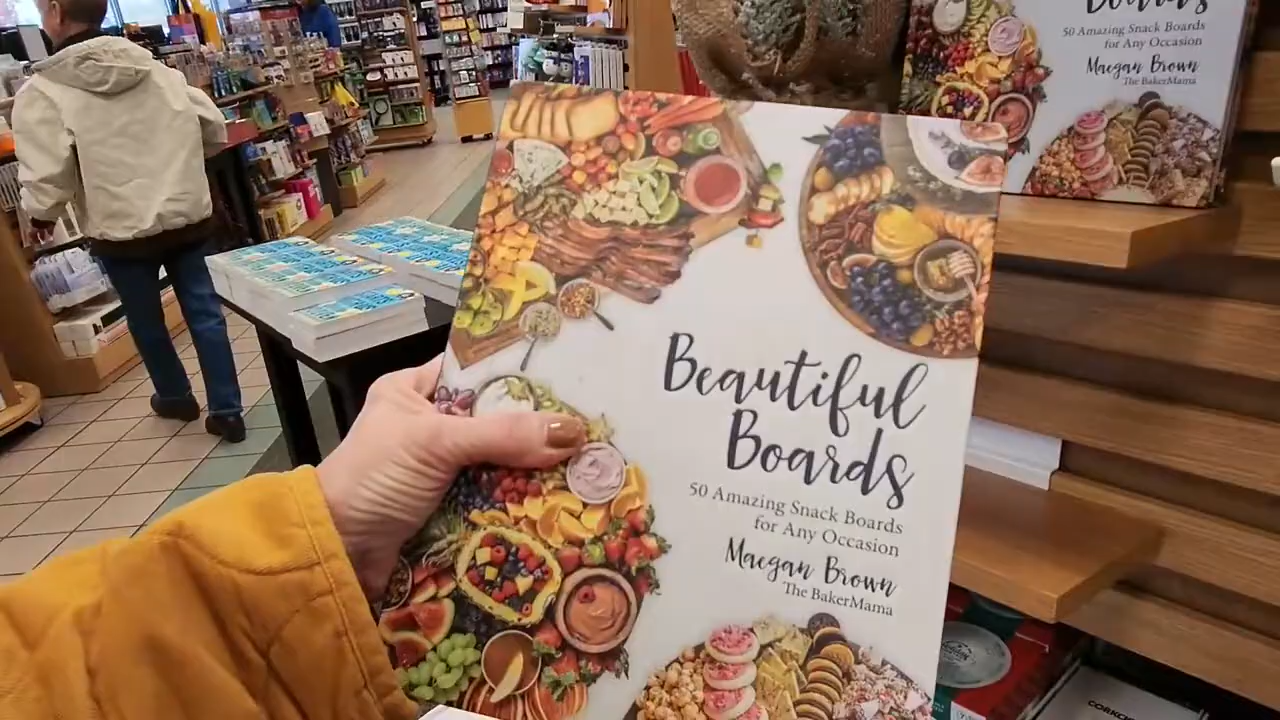 Boards
50 Amazing Snack Boards
for Any Occasion
Maegan Brown
The BakerMama
Beautiful
Boards
50 Amazing Snack Boards
for Any Occasion
Maegan Brown
The BakerMama